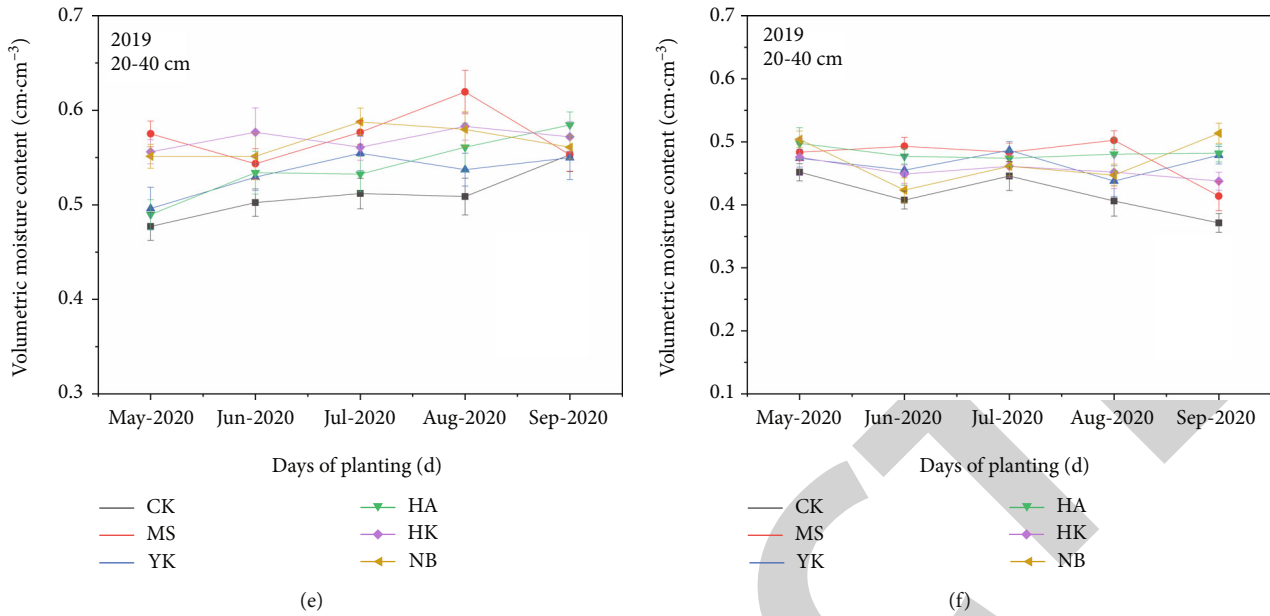 0.7
2019
20-40 cm
0.6
0.5
0.4
0.3
Volumetric moisture content (cm·cm⁻³)
May-2020 Jun-2020 Jul-2020 Aug-2020 Sep-2020
Days of planting (d)
CK HA
MS HK
YK NB
(e)
0.7
2019
20-40 cm
0.6
0.5
0.4
0.3
0.2
0.1
Volumetric moistrue content (cm·cm⁻³)
May-2020 Jun-2020 Jul-2020 Aug-2020 Sep-2020
Days of planting (d)
CK HA
MS HK
YK NB
(f)